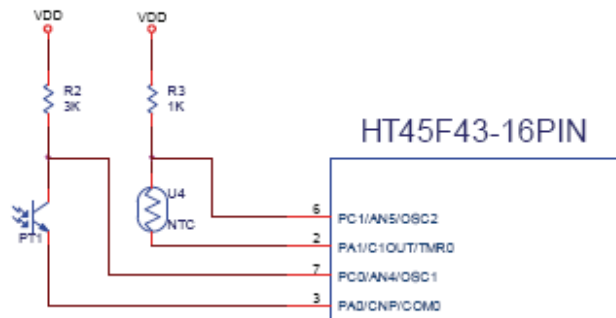 VDD
VDD
R2
3K
R3
1K
HT45F43-16PIN
U4
NTC
PT1
6
PC1/AN5/OSC2
2
PA1/C1OUT/TMR0
7
PC0/AN4/OSC1
3
PA0/CNP/COM0